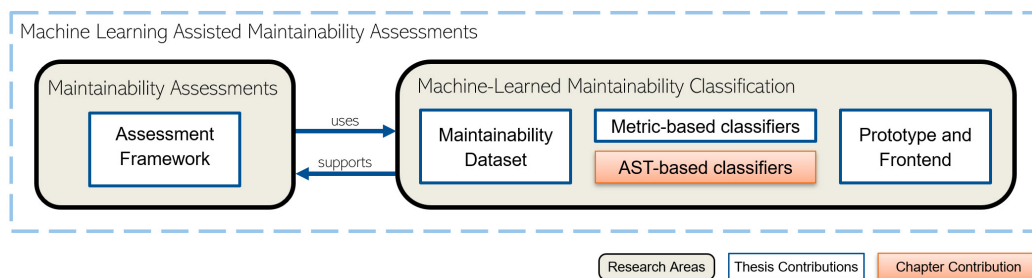 Machine Learning Assisted Maintainability Assessments
Maintainability Assessments
Assessment
Framework
uses
supports
Machine-Learned Maintainability Classification
Maintainability
Dataset
Metric-based classifiers
AST-based classifiers
Prototype and
Frontend
Research Areas
Thesis Contributions
Chapter Contribution